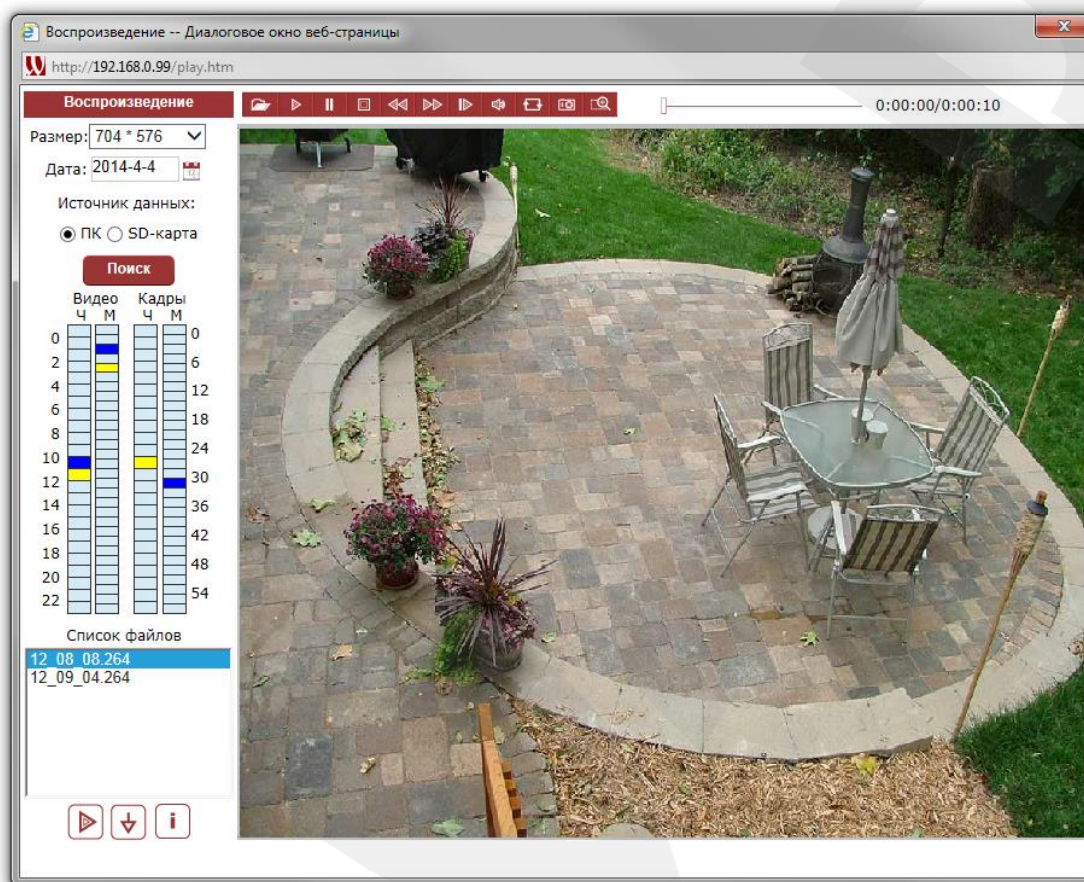 Воспроизведение -- Диалоговое окно веб-страницы
http://192.168.0.99/play.htm
Воспроизведение
0:00:00/0:00:10
Размер: 704 * 576
Дата: 2014-4-4
Источник данных:
ПК SD-карта
Поиск
Видео Кадры
Ч М Ч М
0 0
2 6
4 12
6 18
8 24
10 30
12 36
14 42
16 48
18 54
20
22
Список файлов
12_08_08.264
12_09_04.264